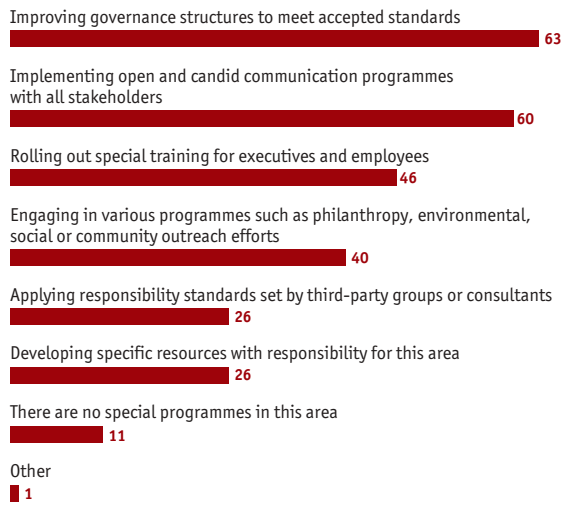 Improving governance structures to meet accepted standards
63
Implementing open and candid communication programmes
with all stakeholders
60
Rolling out special training for executives and employees
46
Engaging in various programmes such as philanthropy, environmental,
social or community outreach efforts
40
Applying responsibility standards set by third-party groups or consultants
26
Developing specific resources with responsibility for this area
26
There are no special programmes in this area
11
Other
1